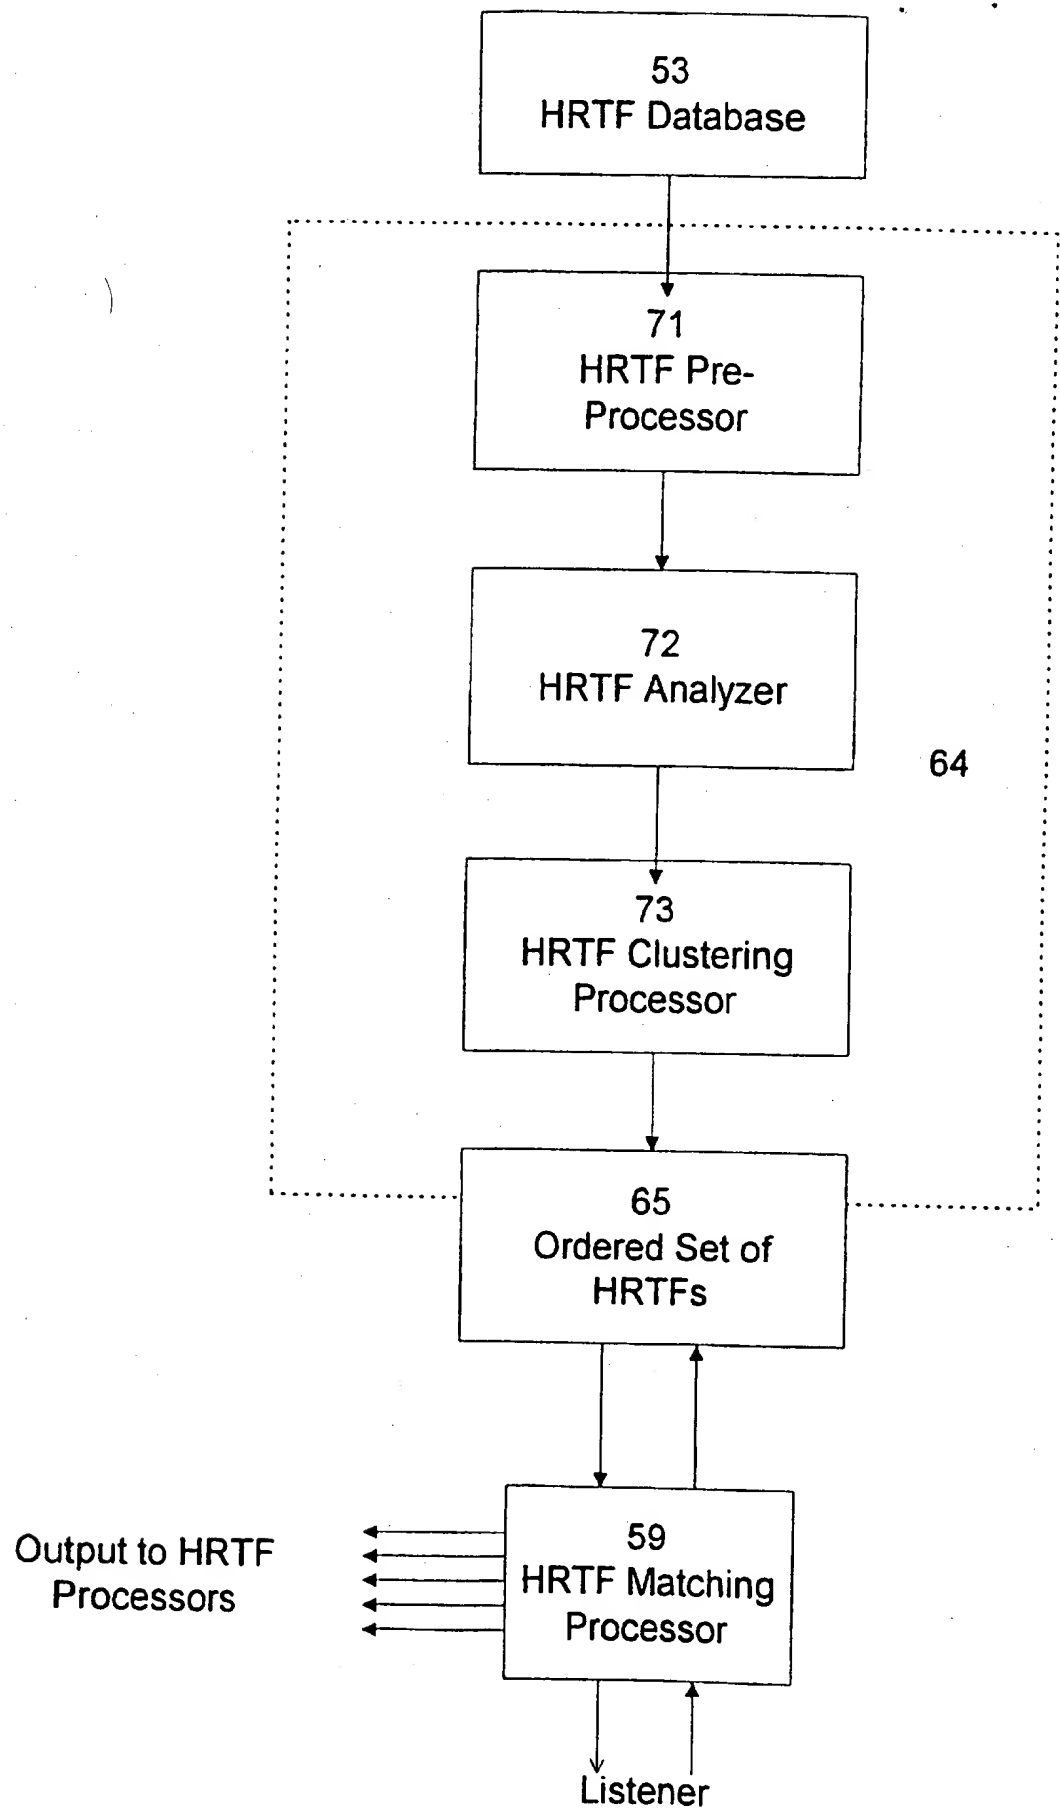 53
HRTF Database
71
HRTF Pre-
Processor
72
HRTF Analyzer
64
73
HRTF Clustering
Processor
65
Ordered Set of
HRTFs
Output to HRTF
Processors
59
HRTF Matching
Processor
Listener